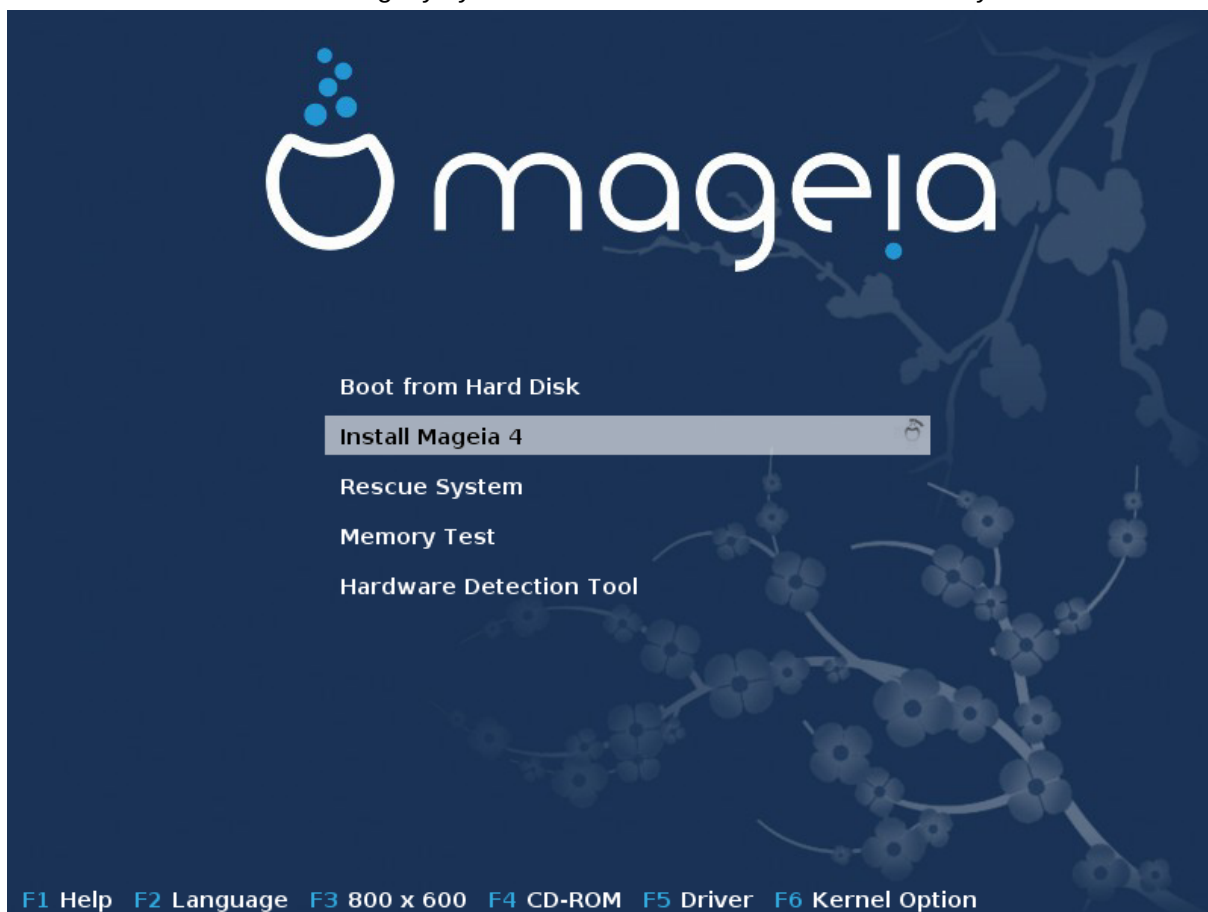 mageia
Boot from Hard Disk
Install Mageia 4
Rescue System
Memory Test
Hardware Detection Tool
F1 Help F2 Language F3 800 x 600 F4 CD-ROM F5 Driver F6 Kernel Option